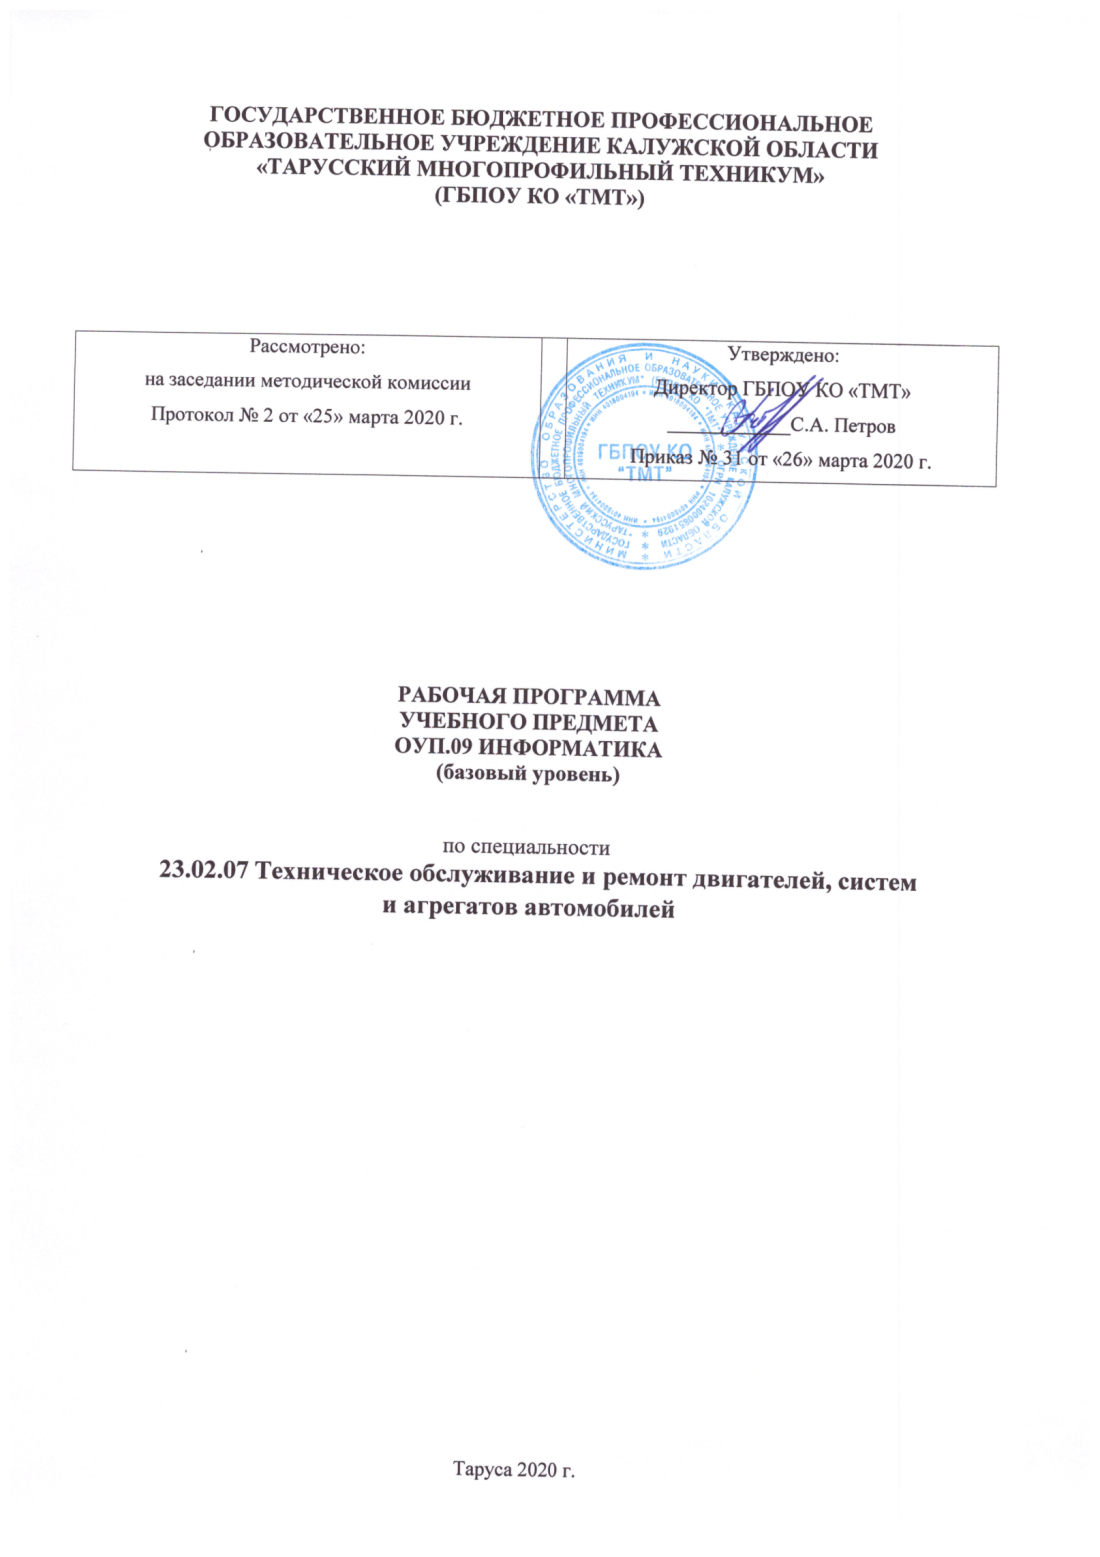 ГОСУДАРСТВЕННОЕ БЮДЖЕТНОЕ ПРОФЕССИОНАЛЬНОЕ
ОБРАЗОВАТЕЛЬНОЕ УЧРЕЖДЕНИЕ КАЛУЖСКОЙ ОБЛАСТИ
«ТАРУССКИЙ МНОГОПРОФИЛЬНЫЙ ТЕХНИКУМ»
(ГБПОУ КО «ТМТ»)
Рассмотрено:
на заседании методической комиссии
Протокол № 2 от «25» марта 2020 г.
Утверждено:
Директор ГБПОУ КО «ТМТ»
____________С.А. Петров
Приказ № 31 от «26» марта 2020 г.
ГБПОУ КО
"ТМТ"
РАБОЧАЯ ПРОГРАММА
УЧЕБНОГО ПРЕДМЕТА
ОУП.09 ИНФОРМАТИКА
(базовый уровень)
по специальности
23.02.07 Техническое обслуживание и ремонт двигателей, систем
и агрегатов автомобилей
Таруса 2020 г.